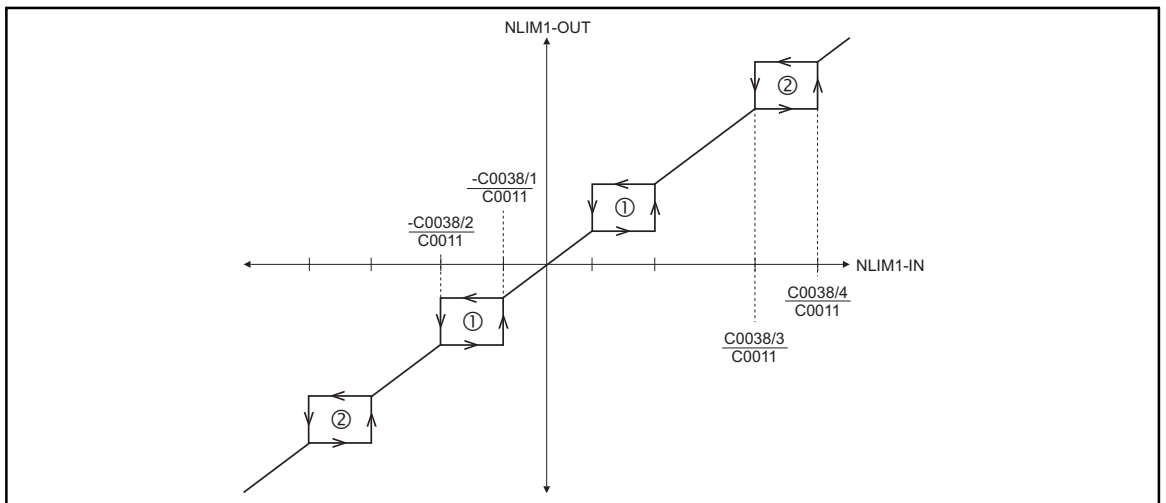 NLIM1-OUT
②
①
-C0038/1
C0011
-C0038/2
C0011
NLIM1-IN
C0038/4
C0011
①
C0038/3
C0011
②